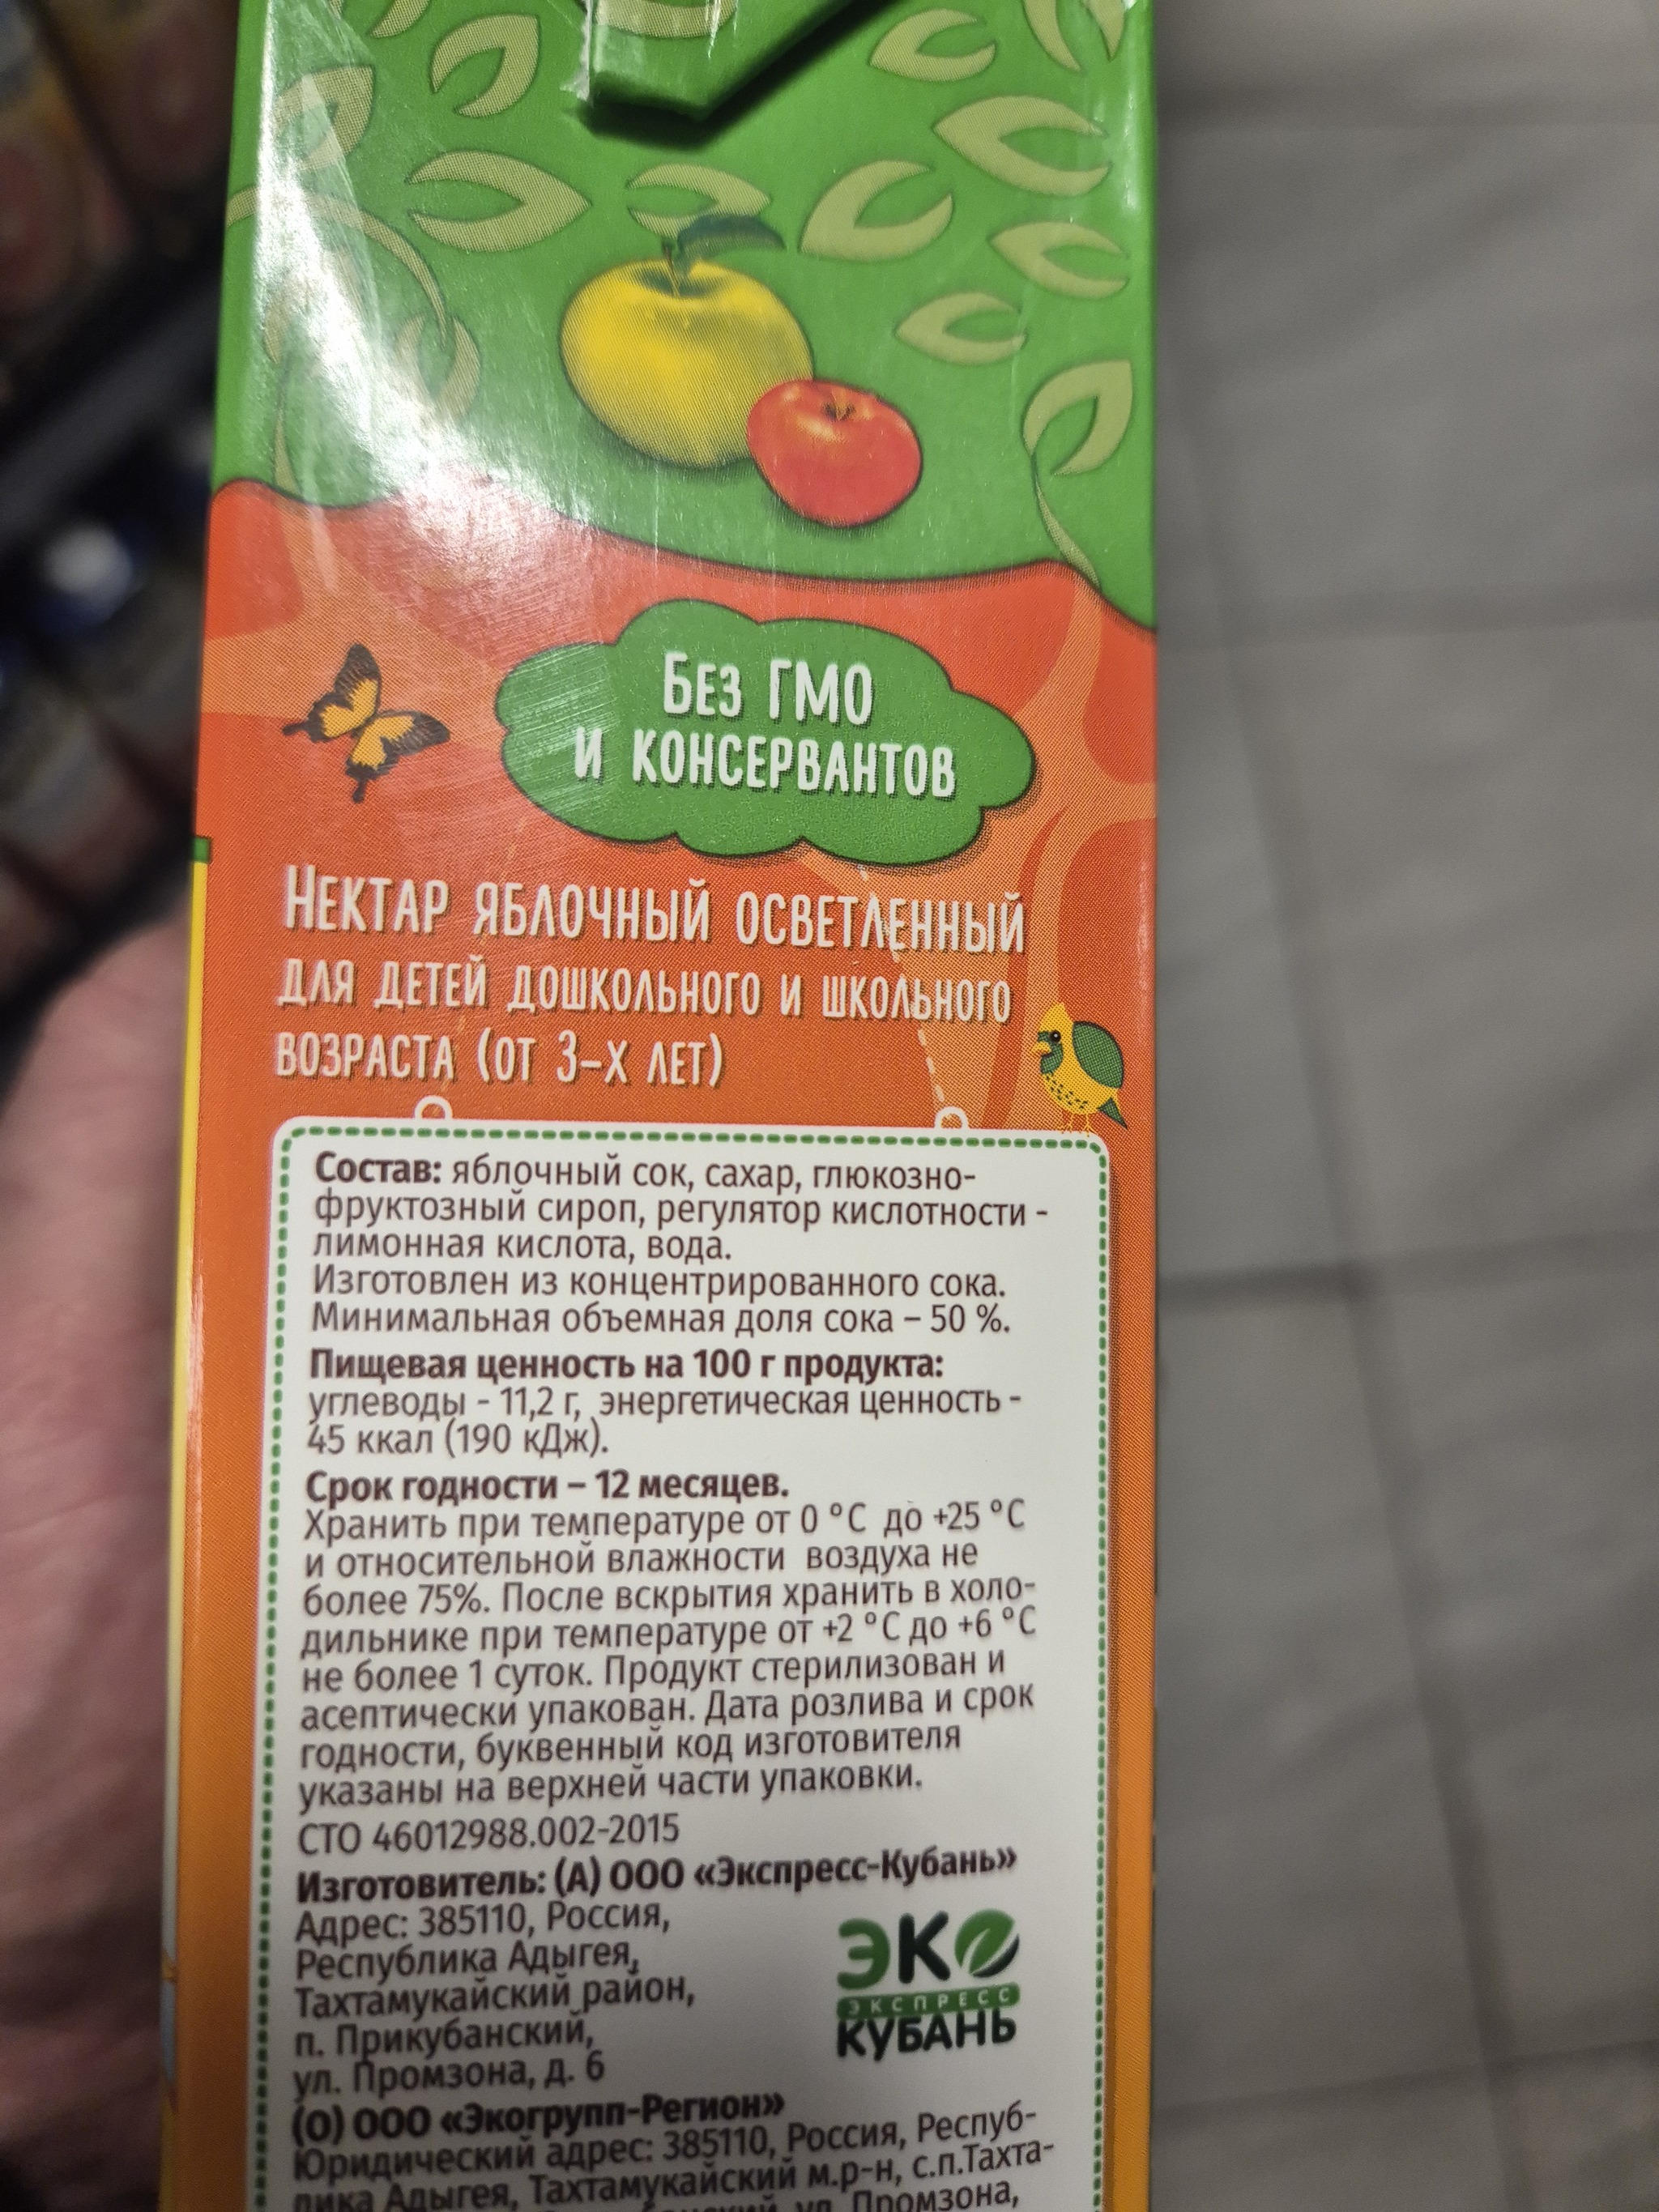 Без ГМО
и консервантов
Нектар яблочный осветленный
для детей дошкольного и школьного
возраста (от 3-х лет)
Состав: яблочный сок, сахар, глюкозно-
фруктозный сироп, регулятор кислотности -
лимонная кислота, вода.
Изготовлен из концентрированного сока.
Минимальная объемная доля сока – 50 %.
Пищевая ценность на 100 г продукта:
углеводы - 11,2 г, энергетическая ценность -
45 ккал (190 кДж).
Срок годности – 12 месяцев.
Хранить при температуре от 0 °С до +25 °С
и относительной влажности воздуха не
более 75%. После вскрытия хранить в холо-
дильнике при температуре от +2 °С до +6 °С
не более 1 суток. Продукт стерилизован и
асептически упакован. Дата розлива и срок
годности, буквенный код изготовителя
указаны на верхней части упаковки.
СТО 46012988.002-2015
Изготовитель: (А) ООО «Экспресс-Кубань»
Адрес: 385110, Россия,
Республика Адыгея,
Тахтамукайский район,
п. Прикубанский,
ул. Промзона, д. 6
ЭКО
ЭКСПРЕСС
КУБАНЬ
(О) ООО «Экогрупп-Регион»
Юридический адрес: 385110, Россия, Респуб-
лика Адыгея, Тахтамукайский м.р-н, с.п.Тахта-
ул. Промзона,